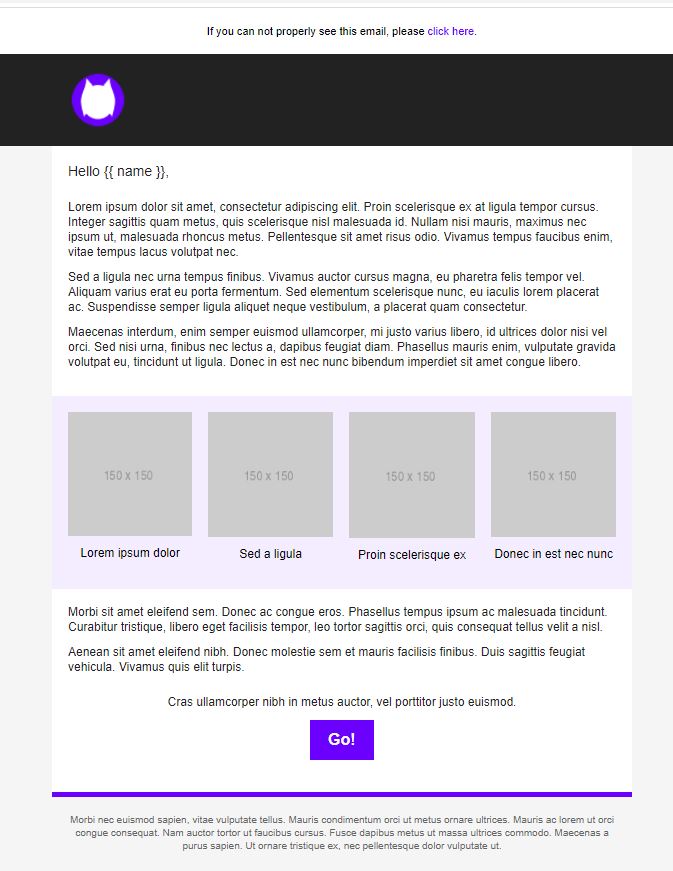 If you can not properly see this email, please click here.
Hello {{ name }},
Lorem ipsum dolor sit amet, consectetur adipiscing elit. Proin scelerisque ex at ligula tempor cursus.
Integer sagittis quam metus, quis scelerisque nisl malesuada id. Nullam nisi mauris, maximus nec
ipsum ut, malesuada rhoncus metus. Pellentesque sit amet risus odio. Vivamus tempus faucibus enim,
vitae tempus lacus volutpat nec.
Sed a ligula nec urna tempus finibus. Vivamus auctor cursus magna, eu pharetra felis tempor vel.
Aliquam varius erat eu porta fermentum. Sed elementum scelerisque nunc, eu iaculis lorem placerat
ac. Suspendisse semper ligula aliquet neque vestibulum, a placerat quam consectetur.
Maecenas interdum, enim semper euismod ullamcorper, mi justo varius libero, id ultrices dolor nisi vel
orci. Sed nisi urna, finibus nec lectus a, dapibus feugiat diam. Phasellus mauris enim, vulputate gravida
volutpat eu, tincidunt ut ligula. Donec in est nec nunc bibendum imperdiet sit amet congue libero.
150 x 150
150 x 150
150 x 150
150 x 150
Lorem ipsum dolor
Sed a ligula
Proin scelerisque ex
Donec in est nec nunc
Morbi sit amet eleifend sem. Donec ac congue eros. Phasellus tempus ipsum ac malesuada tincidunt.
Curabitur tristique, libero eget facilisis tempor, leo tortor sagittis orci, quis consequat tellus velit a nisl.
Aenean sit amet eleifend nibh. Donec molestie sem et mauris facilisis finibus. Duis sagittis feugiat
vehicula. Vivamus quis elit turpis.
Cras ullamcorper nibh in metus auctor, vel porttitor justo euismod.
Go!
Morbi nec euismod sapien, vitae vulputate tellus. Mauris condimentum orci ut metus ornare ultrices. Mauris ac lorem ut orci
congue consequat. Nam auctor tortor ut faucibus cursus. Fusce dapibus metus ut massa ultrices commodo. Maecenas a
purus sapien. Ut ornare tristique ex, nec pellentesque dolor vulputate ut.